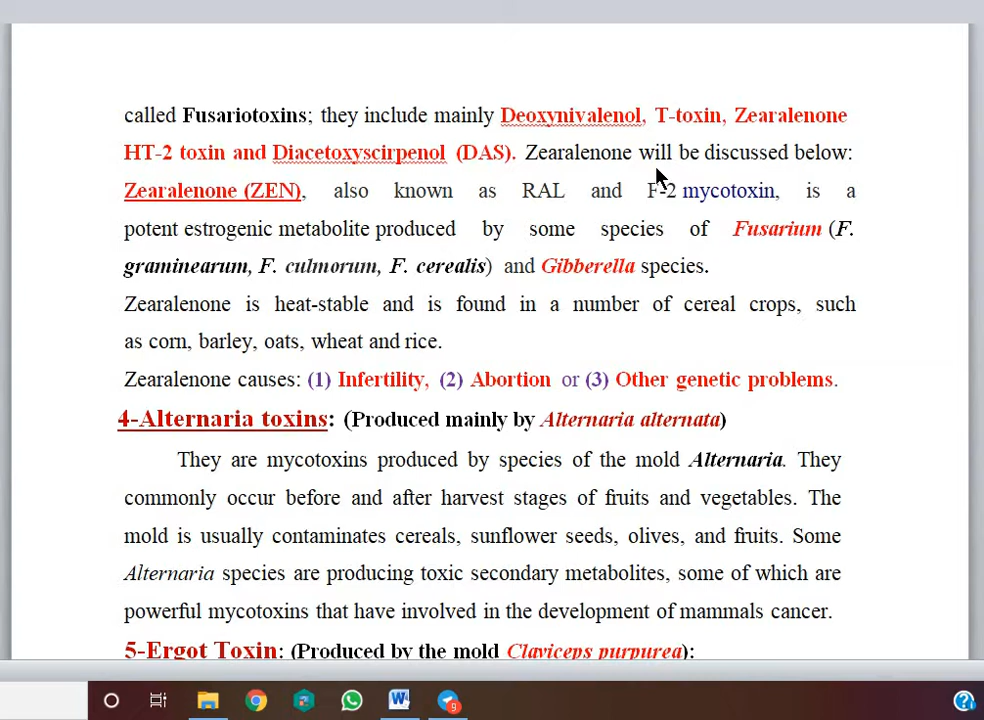 called Fusariotoxins; they include mainly Deoxynivalenol, T-toxin, Zearalenone
HT-2 toxin and Diacetoxyscirpenol (DAS). Zearalenone will be discussed below:
Zearalenone (ZEN), also known as RAL and F-2 mycotoxin, is a
potent estrogenic metabolite produced by some species of Fusarium (F.
graminearum, F. culmorum, F. cerealis) and Gibberella species.
Zearalenone is heat-stable and is found in a number of cereal crops, such
as corn, barley, oats, wheat and rice.
Zearalenone causes: (1) Infertility, (2) Abortion or (3) Other genetic problems.
4-Alternaria toxins: (Produced mainly by Alternaria alternata)
They are mycotoxins produced by species of the mold Alternaria. They
commonly occur before and after harvest stages of fruits and vegetables. The
mold is usually contaminates cereals, sunflower seeds, olives, and fruits. Some
Alternaria species are producing toxic secondary metabolites, some of which are
powerful mycotoxins that have involved in the development of mammals cancer.
5-Ergot Toxin: (Produced by the mold Claviceps purpurea):
W 9 ?